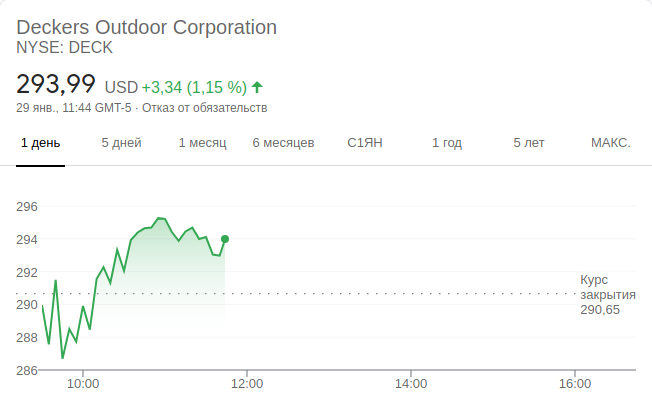 Deckers Outdoor Corporation
NYSE: DECK
293,99 USD +3,34 (1,15 %)
29 янв., 11:44 GMT-5 · Отказ от обязательств
1 день 5 дней 1 месяц 6 месяцев С1ЯН 1 год 5 лет МАКС.
296
294
292
290
288
286
Курс
закрытия
290,65
10:00 12:00 14:00 16:00